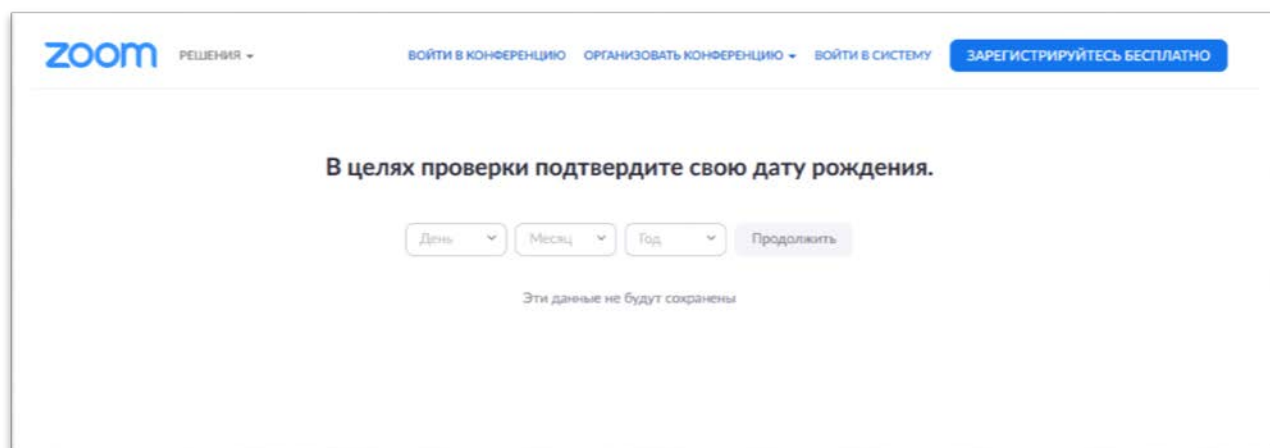 zoom РЕШЕНИЯ ВОЙТИ В КОНФЕРЕНЦИЮ ОРГАНИЗОВАТЬ КОНФЕРЕНЦИЮ ВОЙТИ В СИСТЕМУ ЗАРЕГИСТРИРУЙТЕСЬ БЕСПЛАТНО
В целях проверки подтвердите свою дату рождения.
День Месяц Год Продолжить
Эти данные не будут сохранены